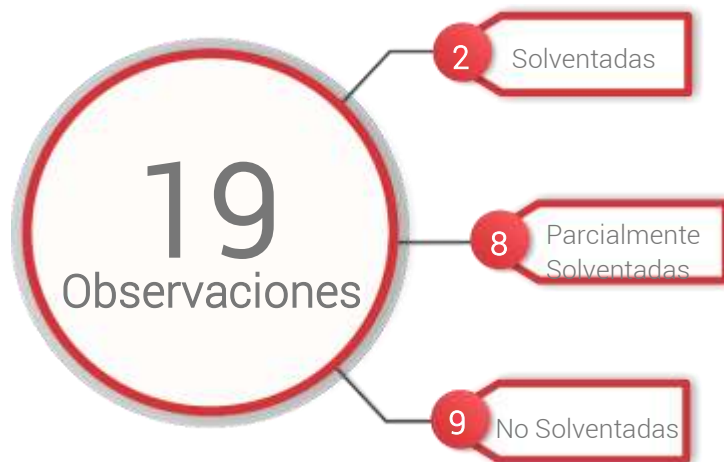 19
Observaciones
2
Solventadas
8
Parcialmente
Solventadas
9
No Solventadas